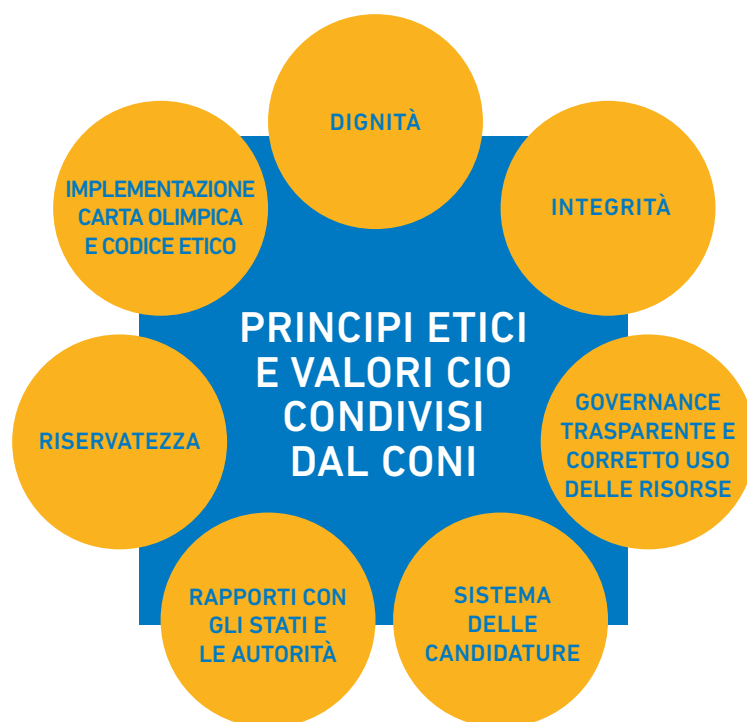 DIGNITÀ
INTEGRITÀ
GOVERNANCE
TRASPARENTE E
CORRETTO USO
DELLE RISORSE
SISTEMA
DELLE
CANDIDATURE
RAPPORTI CON
GLI STATI E
LE AUTORITÀ
RISERVATEZZA
IMPLEMENTAZIONE
CARTA OLIMPICA
E CODICE ETICO
PRINCIPI ETICI
E VALORI CIO
CONDIVISI
DAL CONI